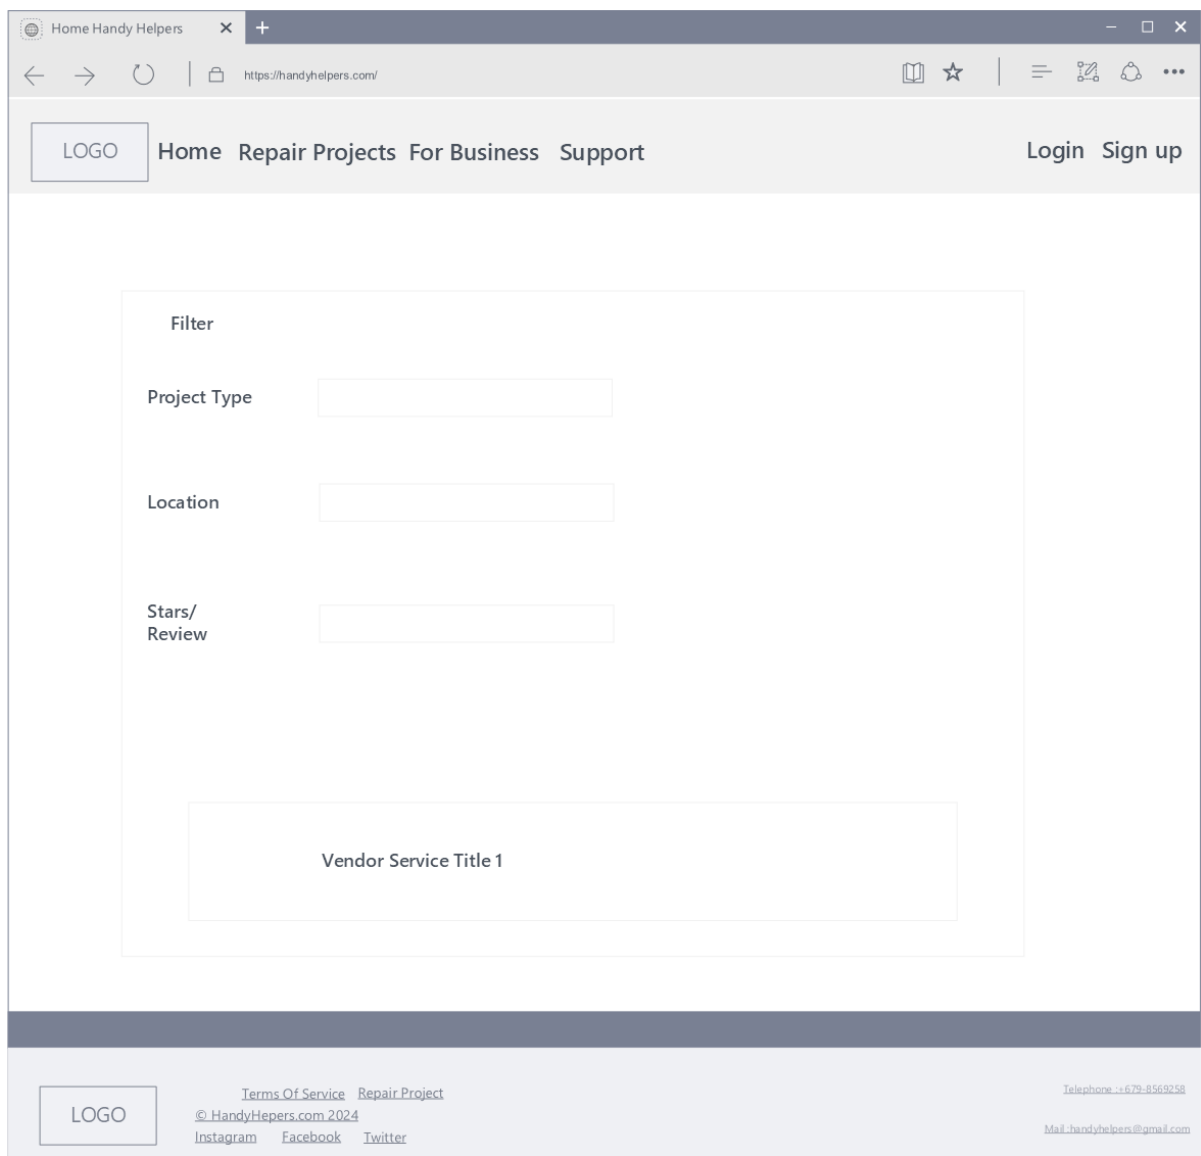 Home Handy Helpers
https://handyhelpers.com/
LOGO Home Repair Projects For Business Support Login Sign up
Filter
Project Type
Location
Stars/
Review
Vendor Service Title 1
LOGO
Terms Of Service Repair Project
© HandyHepers.com 2024
Instagram Facebook Twitter
Telephone :+679-8569258
Mail :handyhelpers@gmail.com